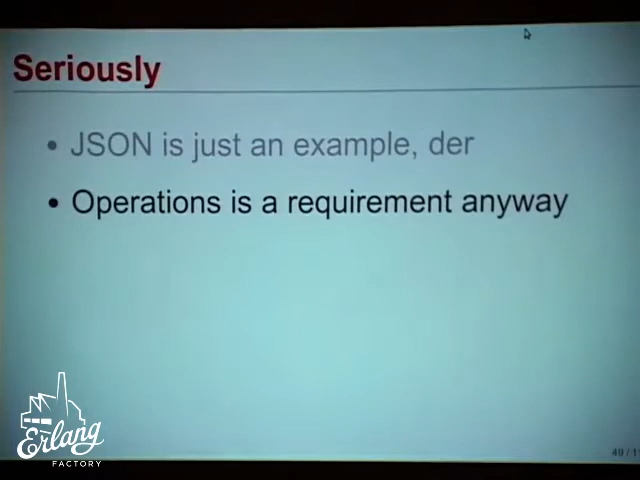 Seriously
• JSON is just an example, der
• Operations is a requirement anyway
Erlang
FACTORY